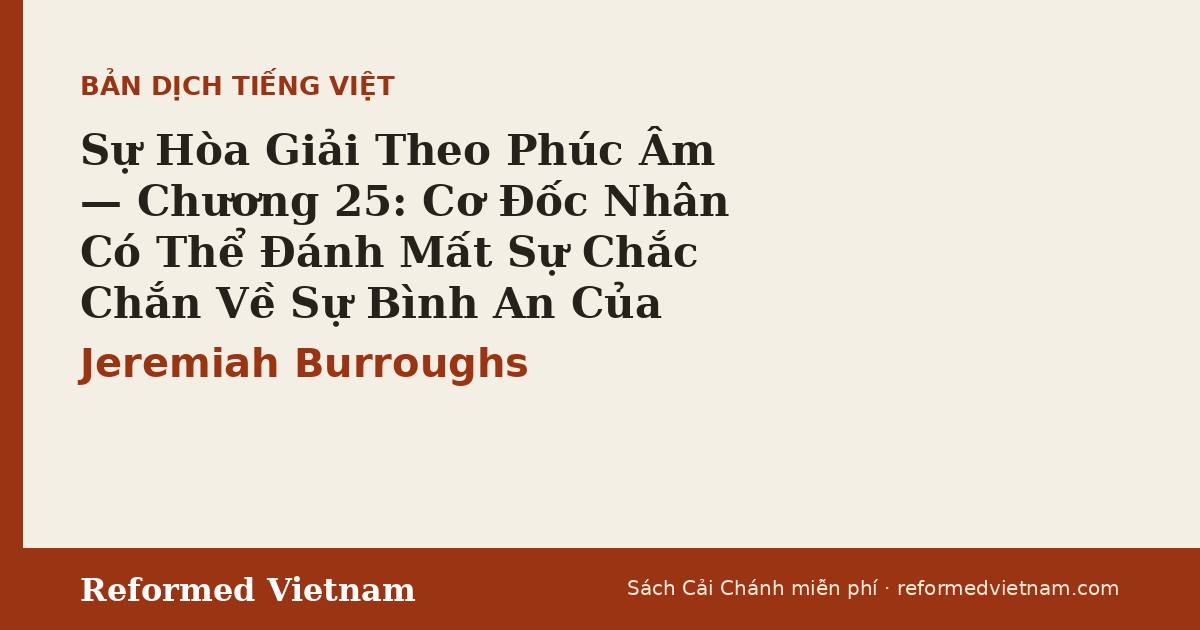 BẢN DỊCH TIẾNG VIỆT
Sự Hòa Giải Theo Phúc Âm
— Chương 25: Cơ Đốc Nhân
Có Thể Đánh Mất Sự Chắc
Chắn Về Sự Bình An Của
Jeremiah Burroughs
Reformed Vietnam
Sách Cải Chánh miễn phí · reformedvietnam.com